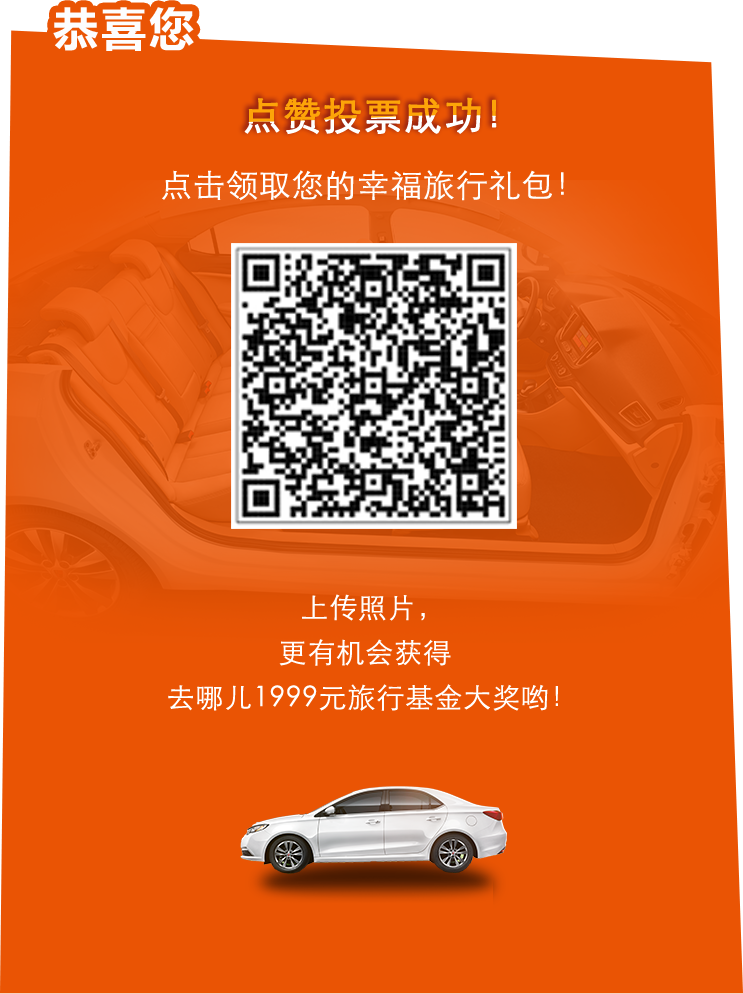 恭喜您
点赞投票成功！
点击领取您的幸福旅行礼包！
上传照片，
更有机会获得
去哪儿1999元旅行基金大奖哟！